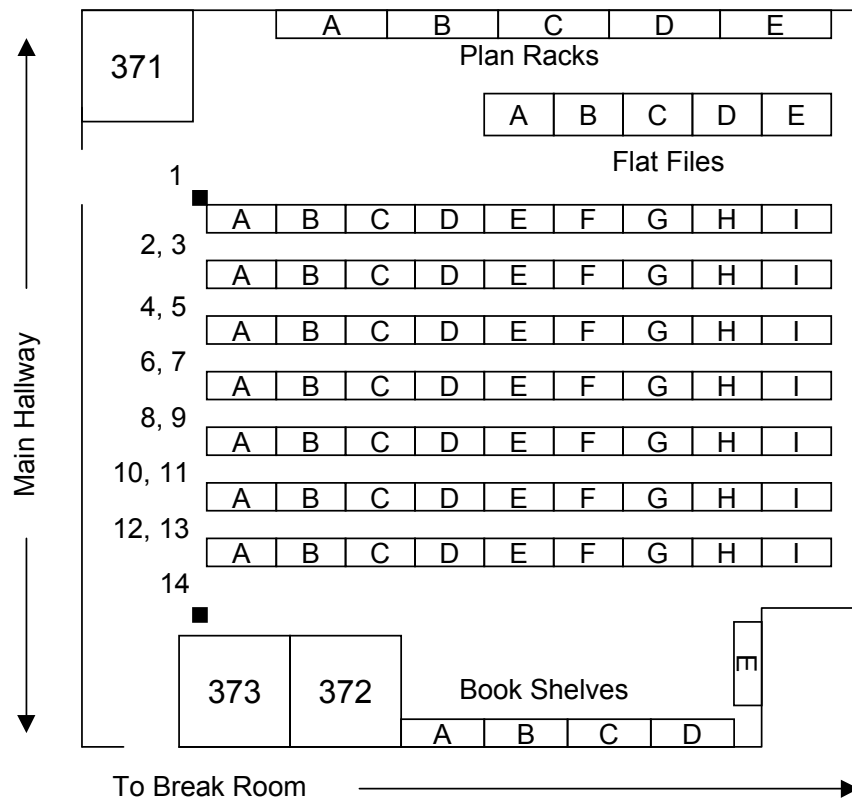 A B C D E
371
Plan Racks
A B C D E
Flat Files
1
A B C D E F G H I
2, 3
A B C D E F G H I
4, 5
A B C D E F G H I
6, 7
A B C D E F G H I
8, 9
A B C D E F G H I
10, 11
A B C D E F G H I
12, 13
A B C D E F G H I
14
Main Hallway
E
373 372 Book Shelves
A B C D
To Break Room